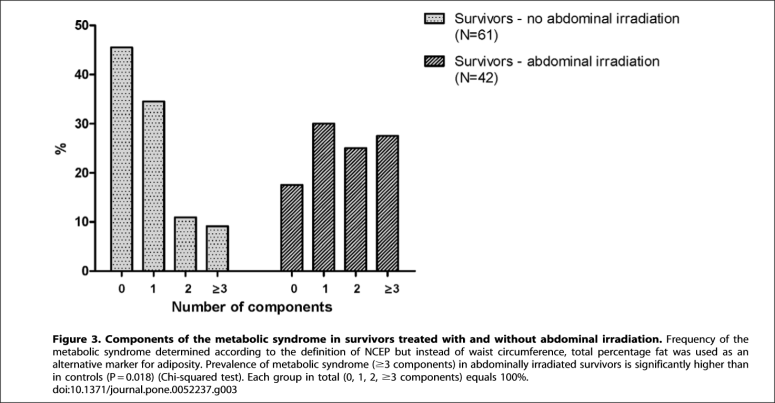 Survivors - no abdominal irradiation
(N=61)
Survivors - abdominal irradiation
(N=42)
50
40
30
20
10
0
%
0 1 2 ≥3 0 1 2 ≥3
Number of components
Figure 3. Components of the metabolic syndrome in survivors treated with and without abdominal irradiation. Frequency of the
metabolic syndrome determined according to the definition of NCEP but instead of waist circumference, total percentage fat was used as an
alternative marker for adiposity. Prevalence of metabolic syndrome (≥3 components) in abdominally irradiated survivors is significantly higher than
in controls (P = 0.018) (Chi-squared test). Each group in total (0, 1, 2, ≥3 components) equals 100%.
doi:10.1371/journal.pone.0052237.g003